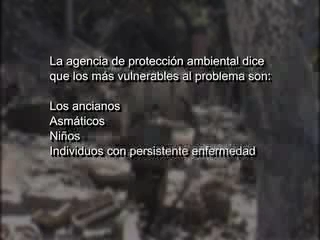 La agencia de protección ambiental dice
que los más vulnerables al problema son:
Los ancianos
Asmáticos
Niños
Individuos con persistente enfermedad